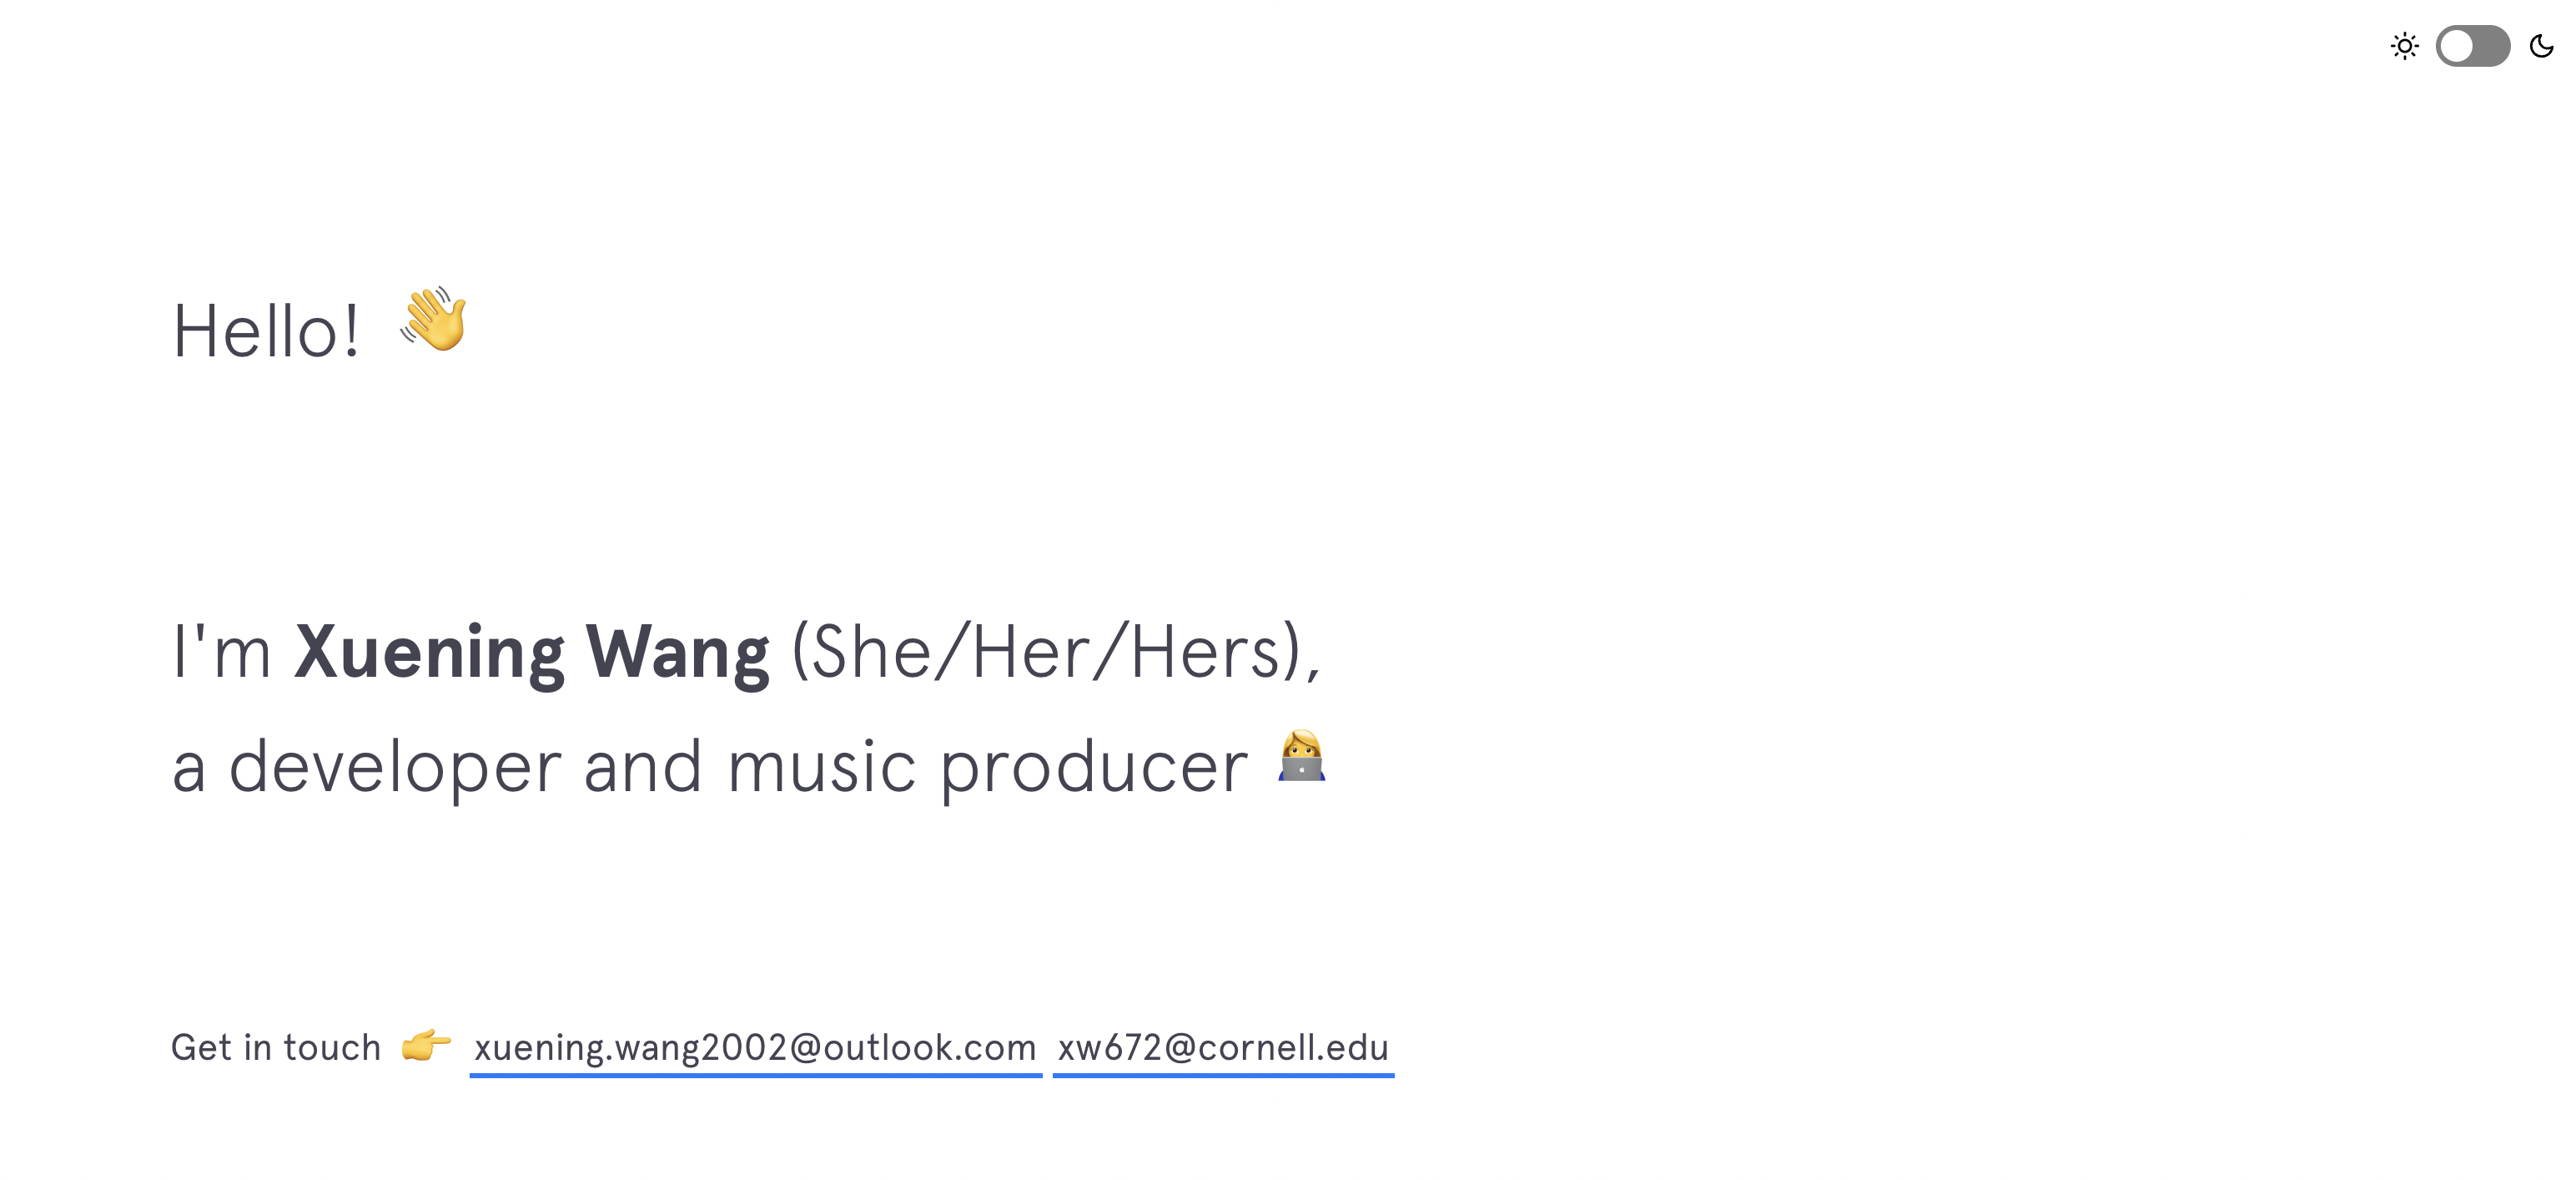 Hello! 👋
I'm Xuening Wang (She/Her/Hers),
a developer and music producer 👩‍💻
Get in touch 👉 xuening.wang2002@outlook.com xw672@cornell.edu